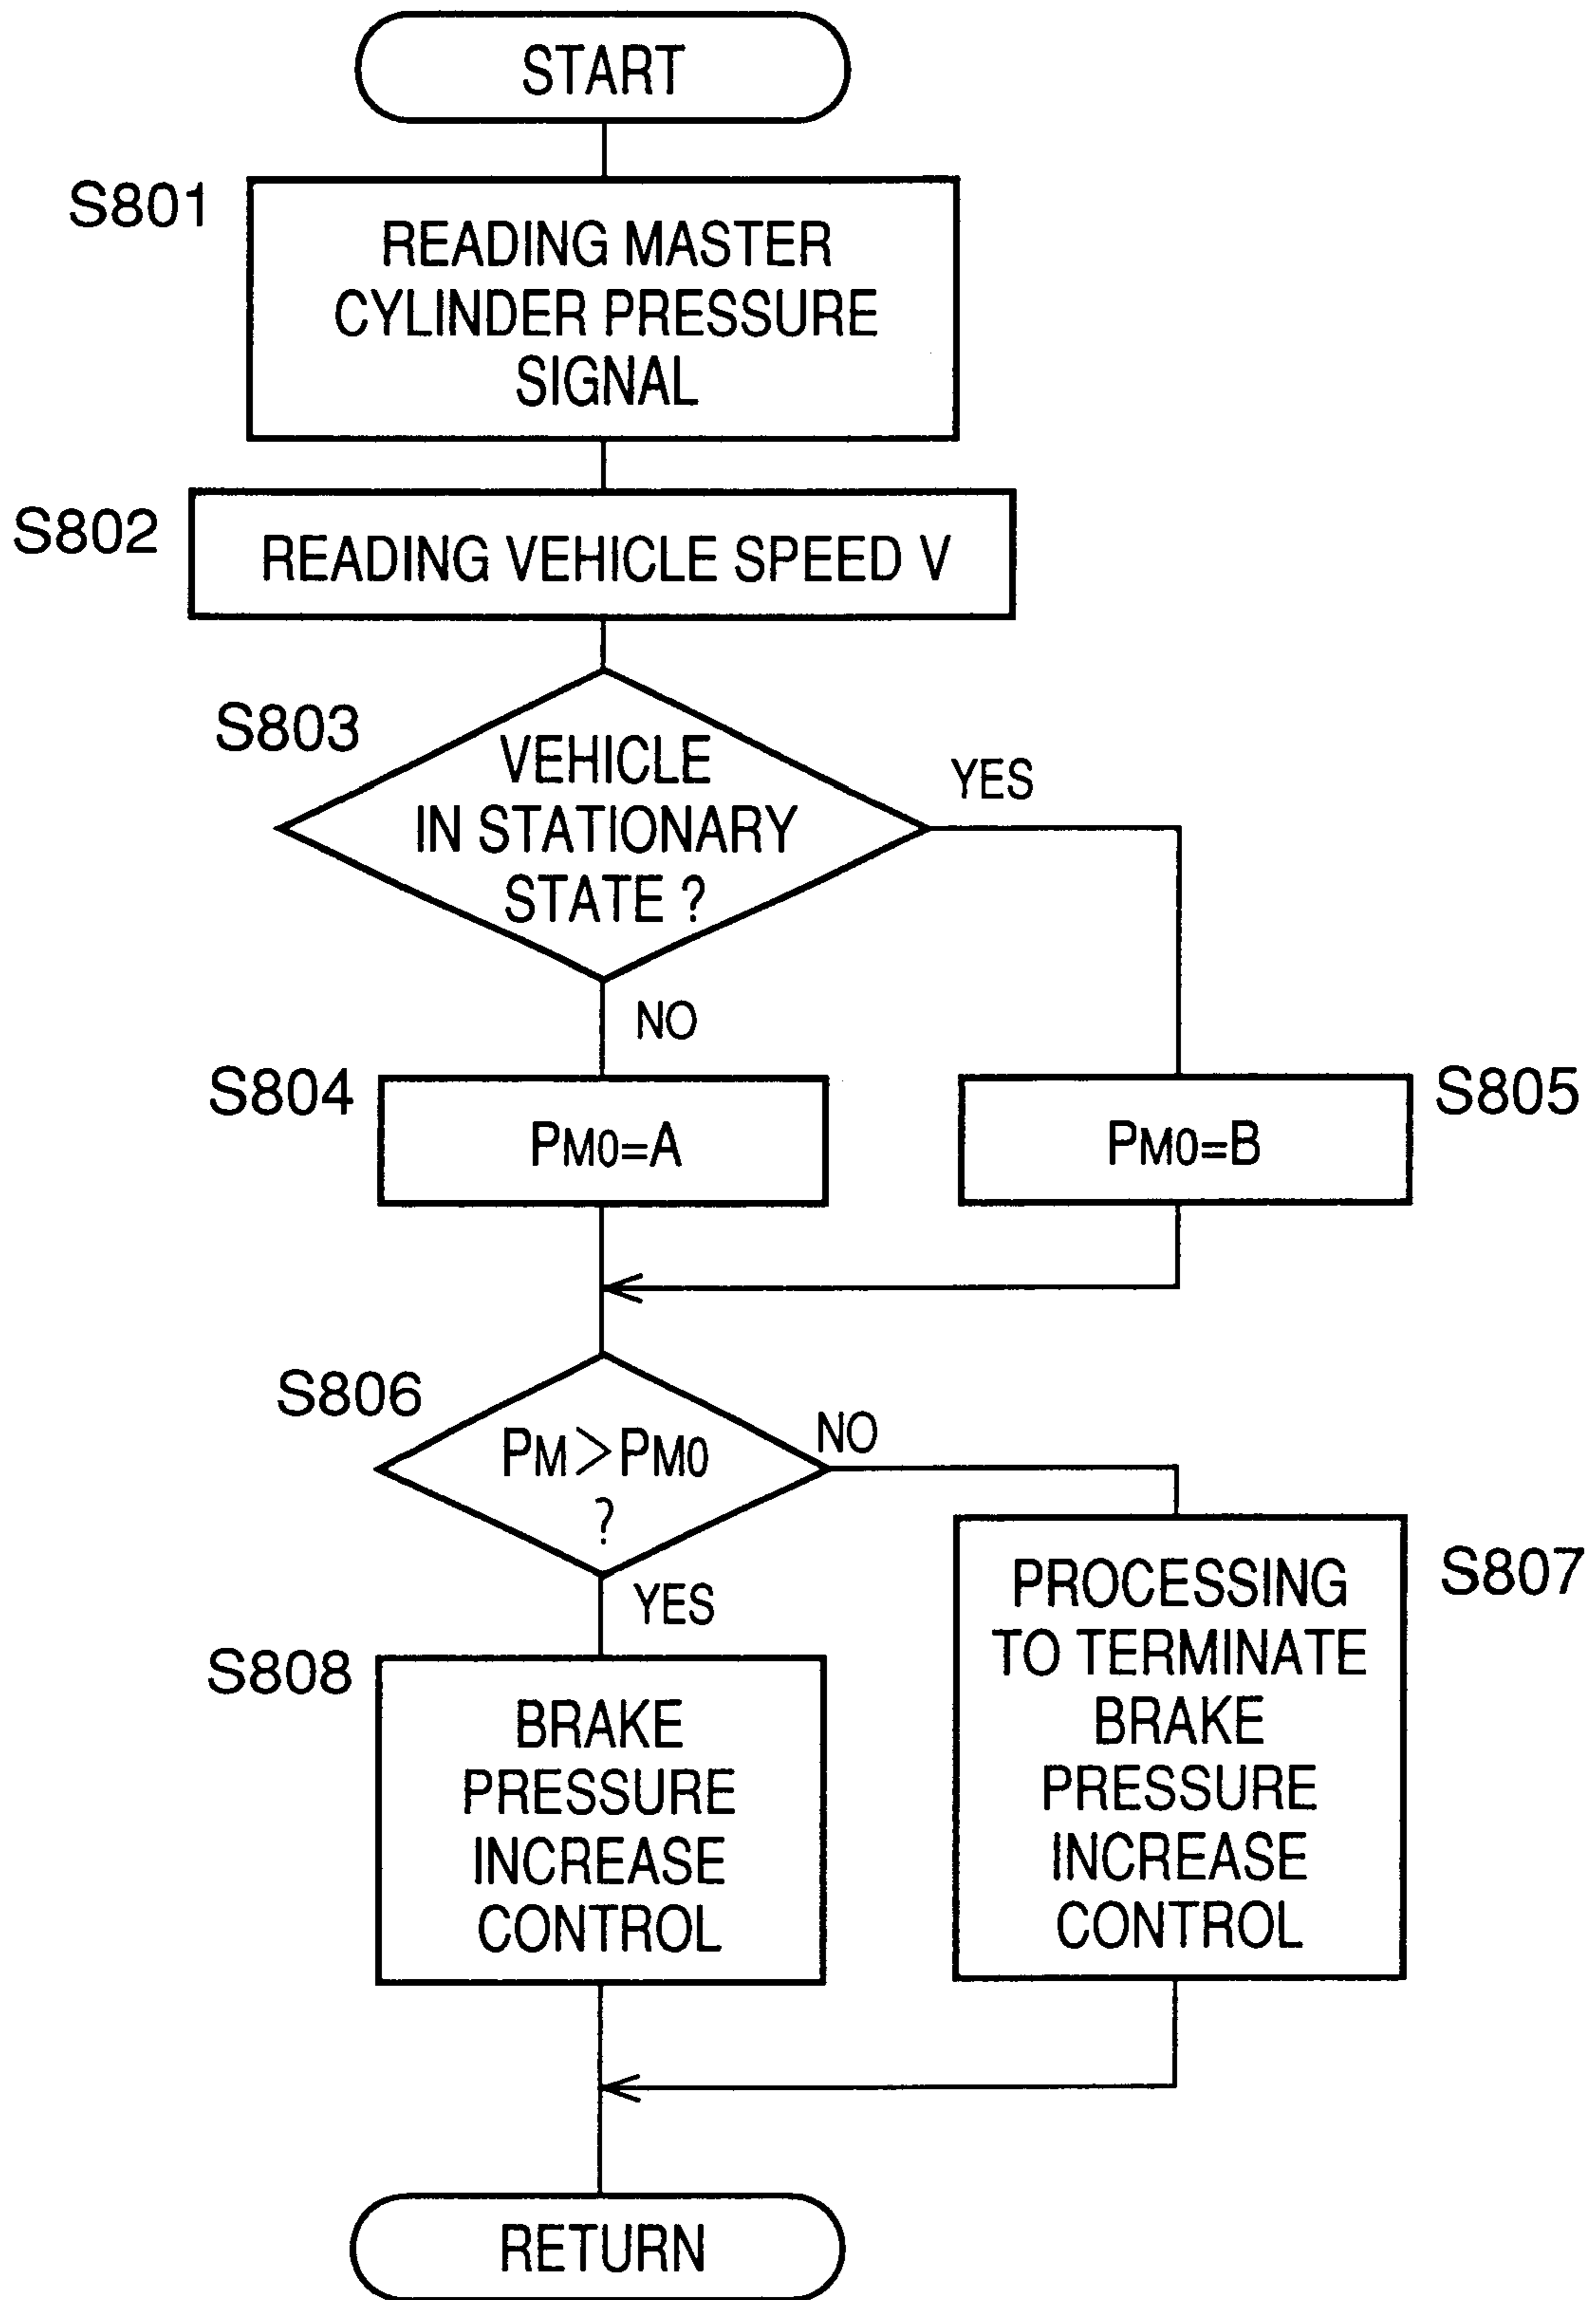 START
S801
READING MASTER
CYLINDER PRESSURE
SIGNAL
S802
READING VEHICLE SPEED V
S803
VEHICLE
IN STATIONARY
STATE ?
YES
NO
S804
PM0=A
PM0=B
S805
S806
PM>PM0
?
NO
YES
S807
PROCESSING
TO TERMINATE
BRAKE
PRESSURE
INCREASE
CONTROL
S808
BRAKE
PRESSURE
INCREASE
CONTROL
RETURN